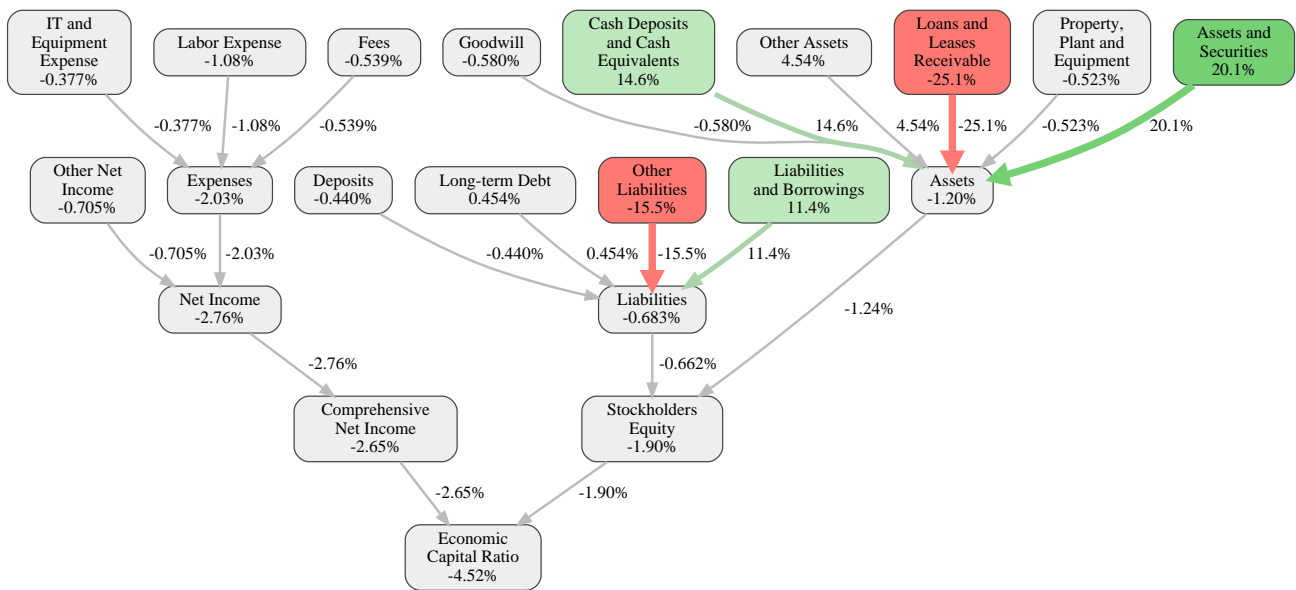 IT and
Equipment
Expense
-0.377%
Labor Expense
-1.08%
Fees
-0.539%
Goodwill
-0.580%
Cash Deposits
and Cash
Equivalents
14.6%
Other Assets
4.54%
Loans and
Leases
Receivable
-25.1%
Property,
Plant and
Equipment
-0.523%
Assets and
Securities
20.1%
-0.377%
-1.08%
-0.539%
-0.580%
14.6%
4.54%
-25.1%
-0.523%
20.1%
Other Net
Income
-0.705%
Expenses
-2.03%
Deposits
-0.440%
Long-term Debt
0.454%
Other
Liabilities
-15.5%
Liabilities
and Borrowings
11.4%
Assets
-1.20%
-0.705%
-2.03%
-0.440%
0.454%
-15.5%
11.4%
Net Income
-2.76%
Liabilities
-0.683%
-1.24%
-2.76%
-0.662%
Comprehensive
Net Income
-2.65%
Stockholders
Equity
-1.90%
-2.65%
-1.90%
Economic
Capital Ratio
-4.52%